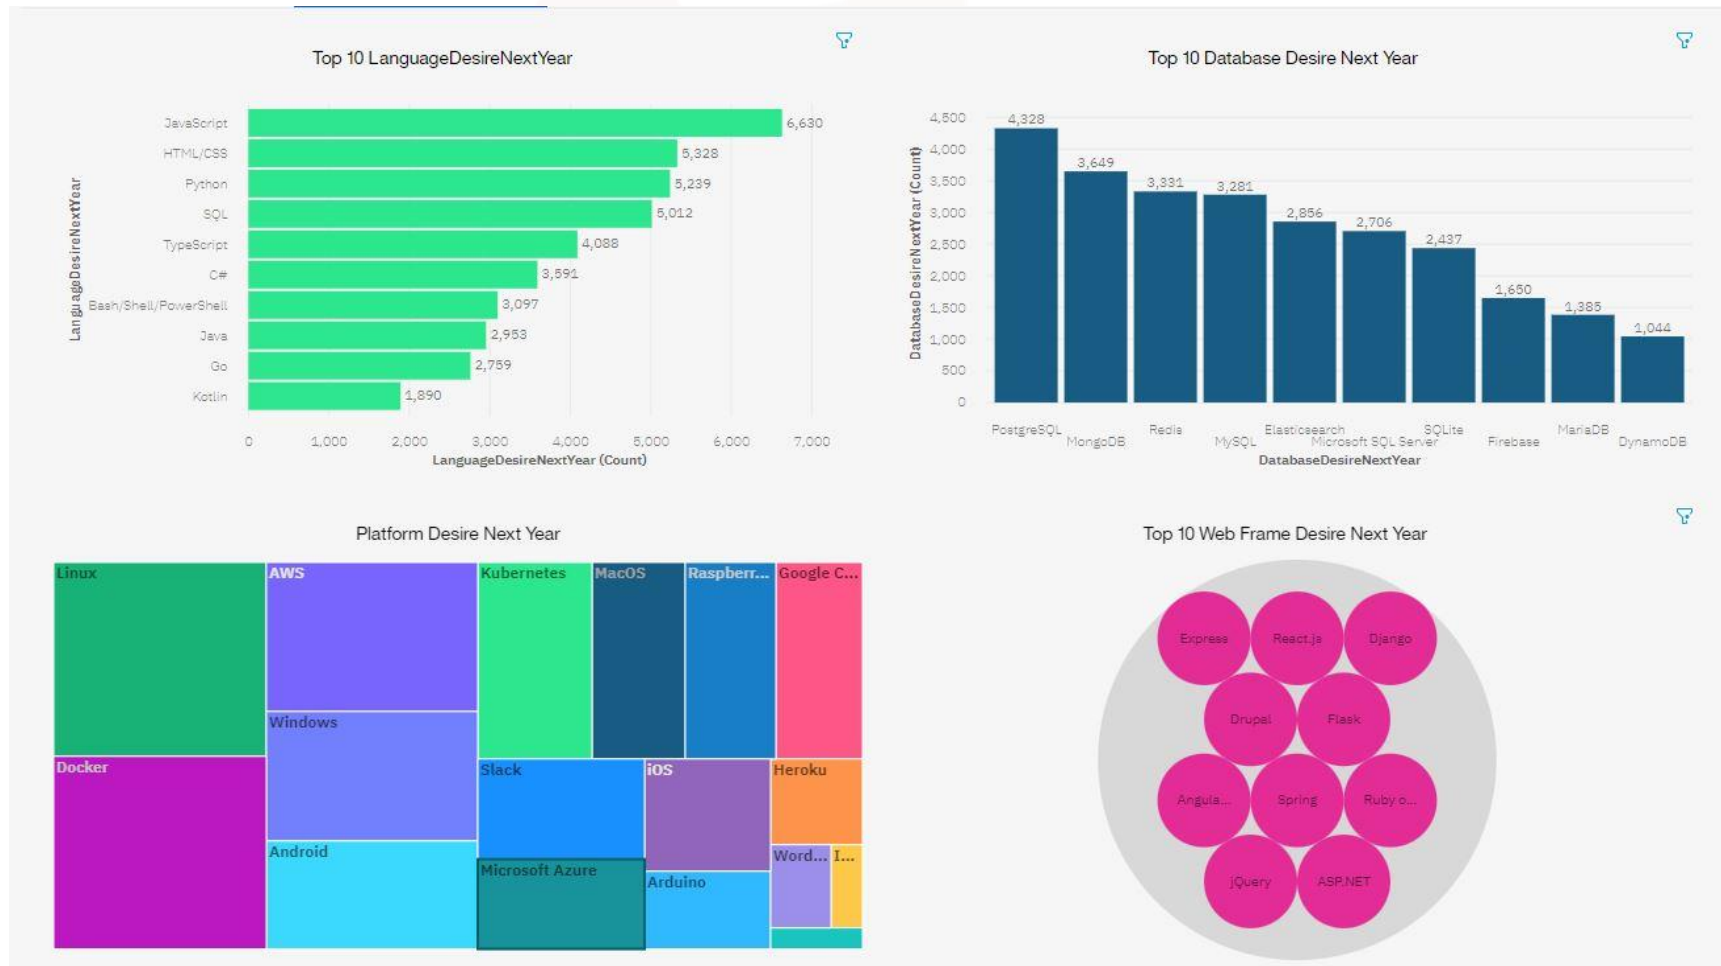 Top 10 LanguageDesireNextYear
LanguageDesireNextYear
JavaScript 6,630
HTML/CSS 5,328
Python 5,239
SQL 5,012
TypeScript 4,088
C# 3,591
Bash/Shell/PowerShell 3,097
Java 2,953
Go 2,759
Kotlin 1,890
0 1,000 2,000 3,000 4,000 5,000 6,000 7,000
LanguageDesireNextYear (Count)
Top 10 Database Desire Next Year
DatabaseDesireNextYear (Count)
4,500
4,000
3,500
3,000
2,500
2,000
1,500
1,000
500
0
4,328 3,649 3,331 3,281 2,856 2,706 2,437 1,650 1,385 1,044
PostgreSQL MongoDB Redis MySQL Elasticsearch Microsoft SQL Server SQLite Firebase MariaDB DynamoDB
DatabaseDesireNextYear
Platform Desire Next Year
Linux AWS Kubernetes MacOS Raspberr... Google C...
Windows
Docker Slack iOS Heroku
Android Word... I...
Microsoft Azure Arduino
Top 10 Web Frame Desire Next Year
Express React.js Django
Drupal Flask
Angula... Spring Ruby o...
jQuery ASP.NET